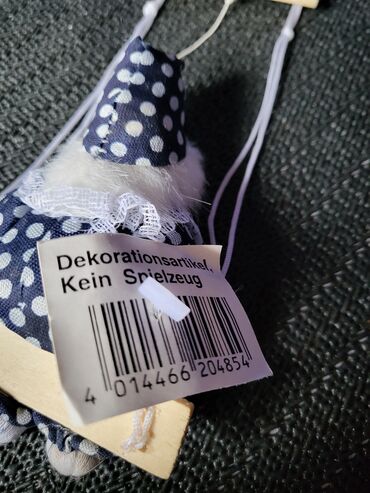 Dekorationsartikel,
Kein Spielzeug
4 014466 204854